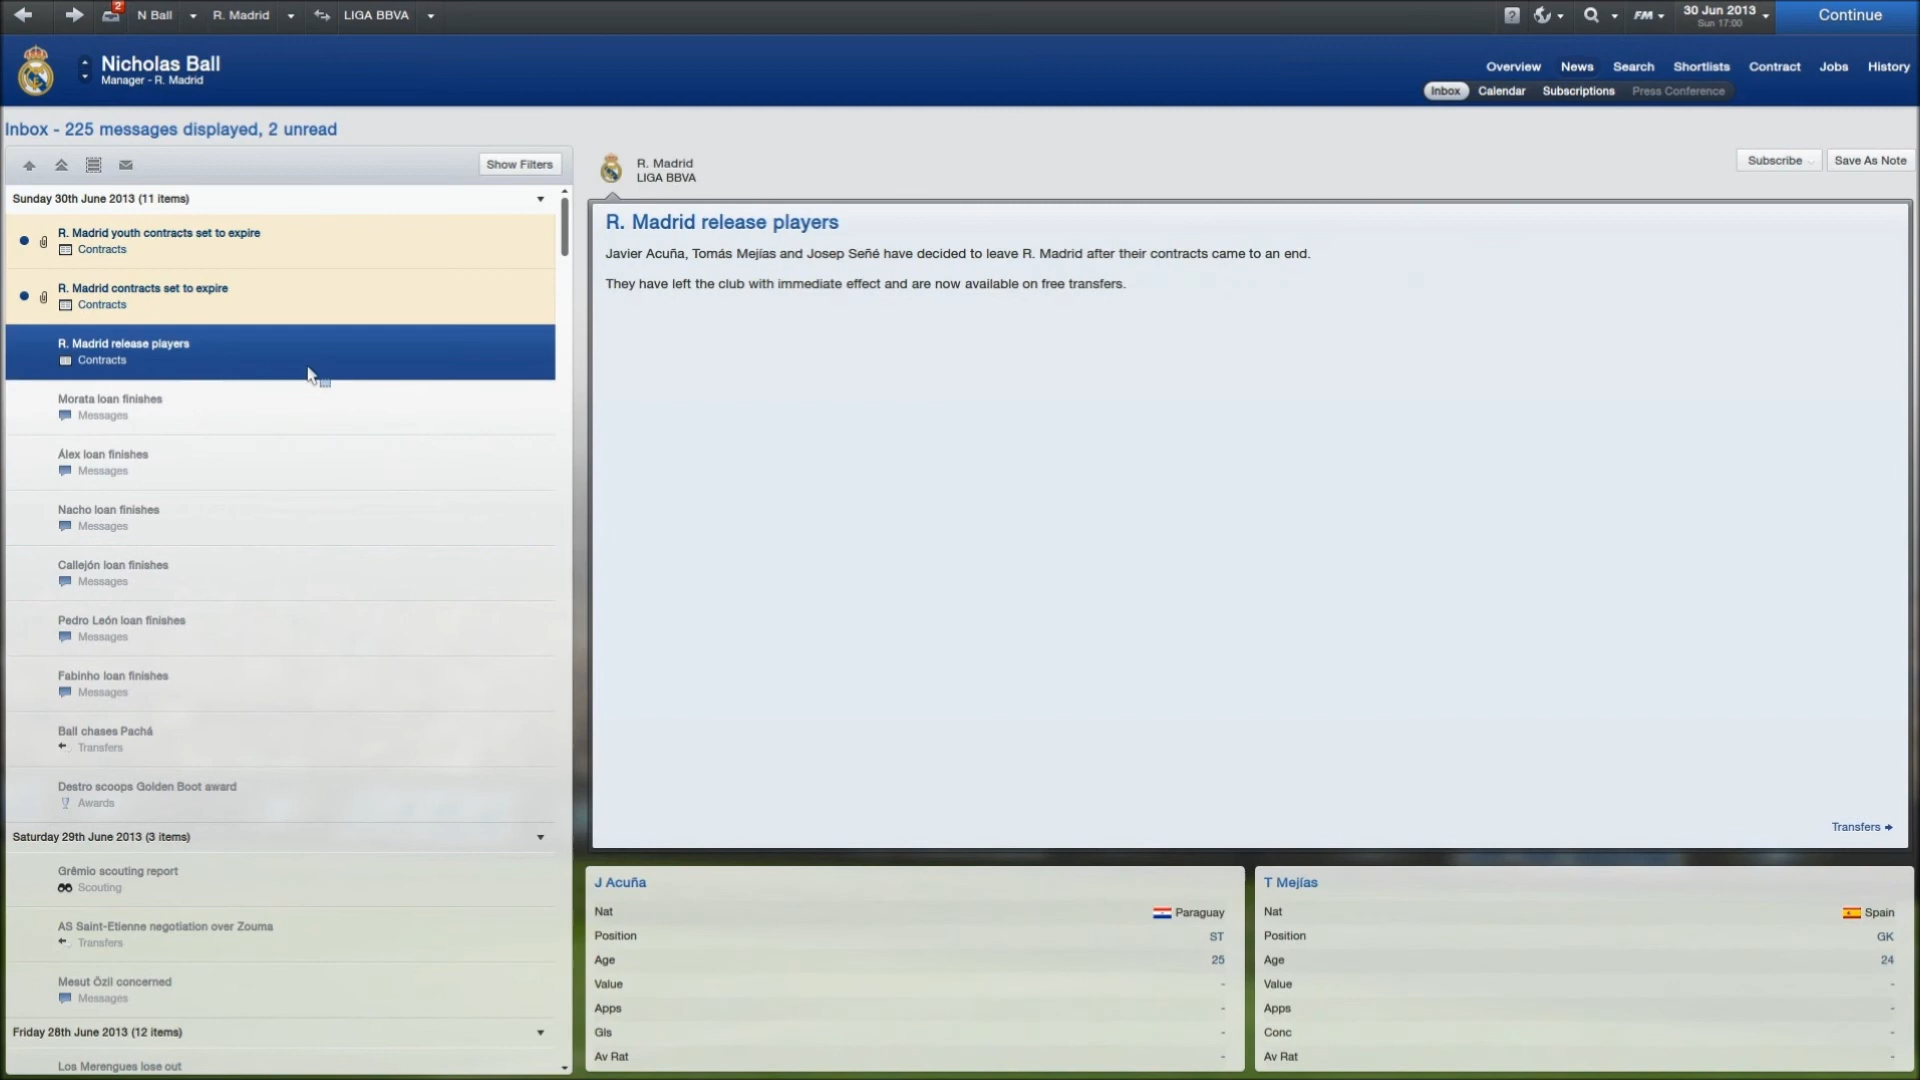 2
N Ball
R. Madrid
LIGA BBVA
?
FM
30 Jun 2013
Sun 17:00
Continue
Nicholas Ball
Manager - R. Madrid
Overview
News
Search
Shortlists
Contract
Jobs
History
Inbox
Calendar
Subscriptions
Press Conference
Inbox - 225 messages displayed, 2 unread
Show Filters
Sunday 30th June 2013 (11 items)
R. Madrid youth contracts set to expire
Contracts
R. Madrid contracts set to expire
Contracts
R. Madrid release players
Contracts
Morata loan finishes
Messages
Álex loan finishes
Messages
Nacho loan finishes
Messages
Callejón loan finishes
Messages
Pedro León loan finishes
Messages
Fabinho loan finishes
Messages
Ball chases Pachá
Transfers
Destro scoops Golden Boot award
Awards
Saturday 29th June 2013 (3 items)
Grêmio scouting report
Scouting
AS Saint-Etienne negotiation over Zouma
Transfers
Mesut Özil concerned
Messages
Friday 28th June 2013 (12 items)
Los Merengues lose out
R. Madrid
LIGA BBVA
Subscribe
Save As Note
R. Madrid release players
Javier Acuña, Tomás Mejías and Josep Señé have decided to leave R. Madrid after their contracts came to an end.
They have left the club with immediate effect and are now available on free transfers.
Transfers
J Acuña
Nat Paraguay
Position ST
Age 25
Value -
Apps -
Gls -
Av Rat -
T Mejías
Nat Spain
Position GK
Age 24
Value -
Apps -
Conc -
Av Rat -